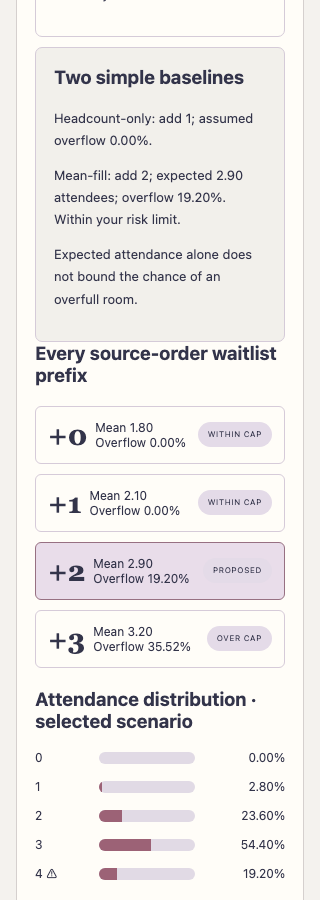 Two simple baselines
Headcount-only: add 1; assumed
overflow 0.00%.
Mean-fill: add 2; expected 2.90
attendees; overflow 19.20%.
Within your risk limit.
Expected attendance alone does
not bound the chance of an
overfull room.
Every source-order waitlist
prefix
+0
Mean 1.80
Overflow 0.00%
WITHIN CAP
+1
Mean 2.10
Overflow 0.00%
WITHIN CAP
+2
Mean 2.90
Overflow 19.20%
PROPOSED
+3
Mean 3.20
Overflow 35.52%
OVER CAP
Attendance distribution ·
selected scenario
0 0.00%
1 2.80%
2 23.60%
3 54.40%
4 ⚠ 19.20%